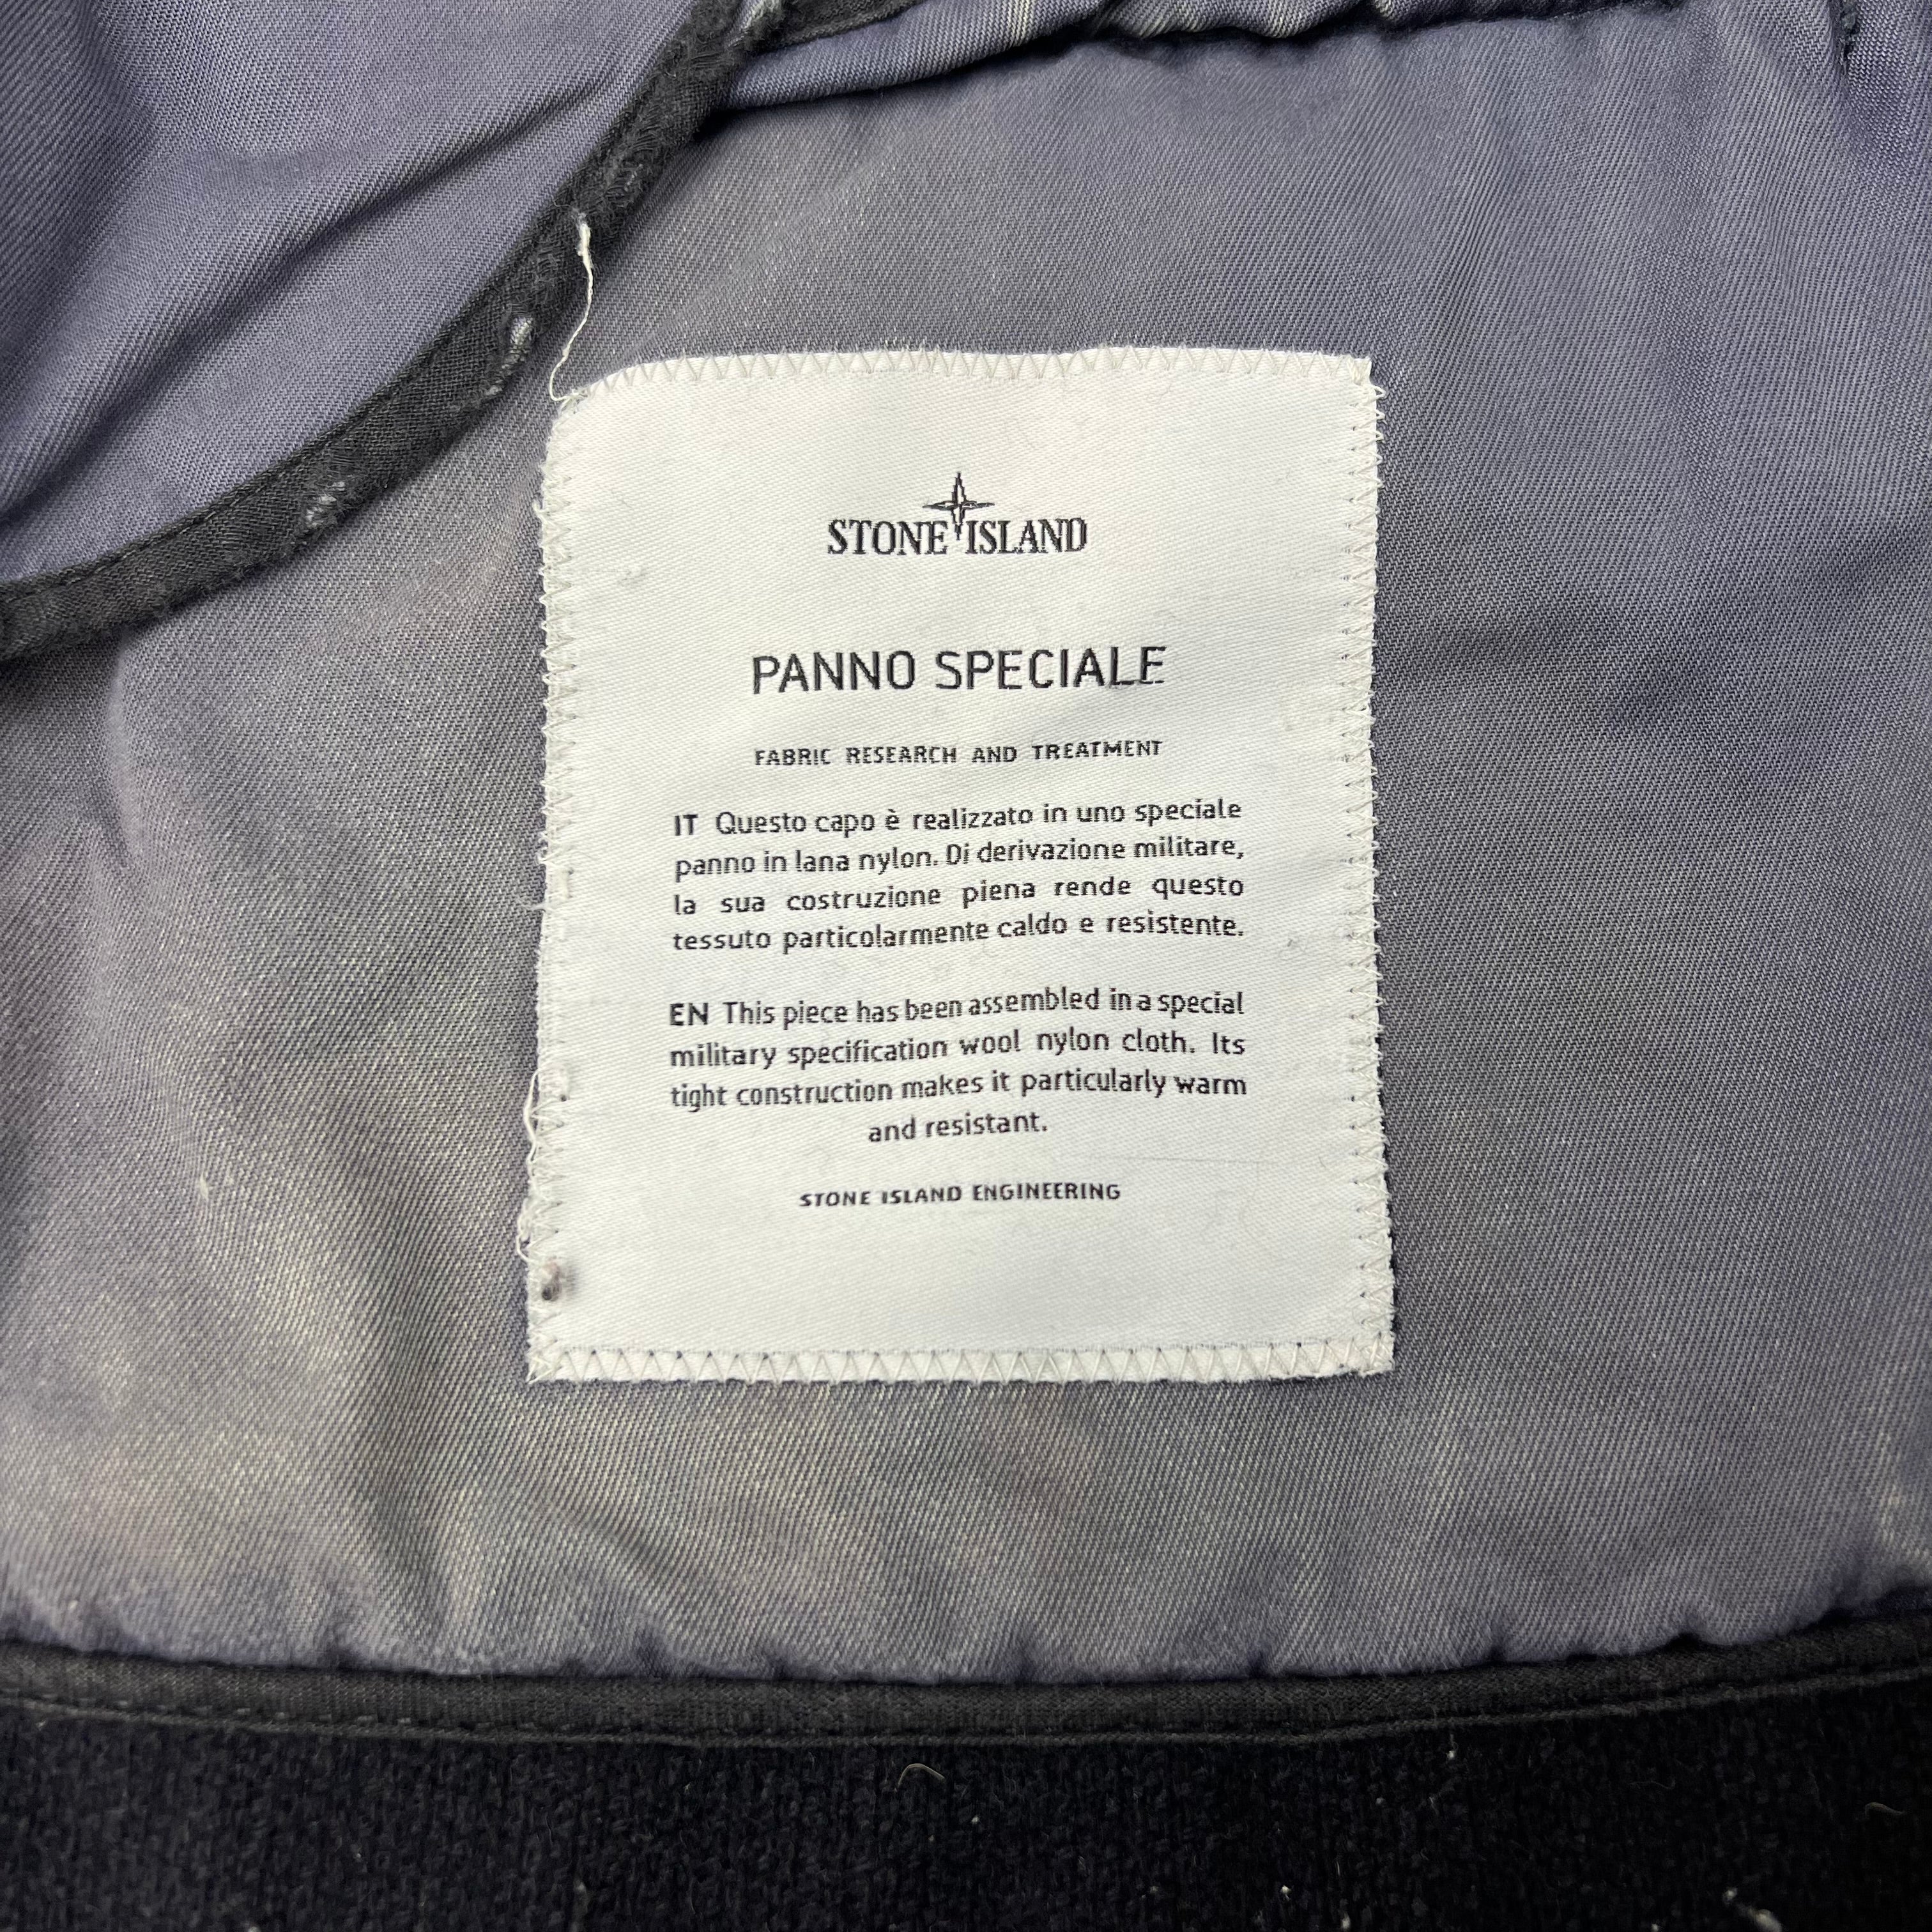 STONE ISLAND
PANNO SPECIALE
FABRIC RESEARCH AND TREATMENT
IT Questo capo è realizzato in uno speciale
panno in lana nylon. Di derivazione militare,
la sua costruzione piena rende questo
tessuto particolarmente caldo e resistente.
EN This piece has been assembled in a special
military specification wool nylon cloth. Its
tight construction makes it particularly warm
and resistant.
STONE ISLAND ENGINEERING